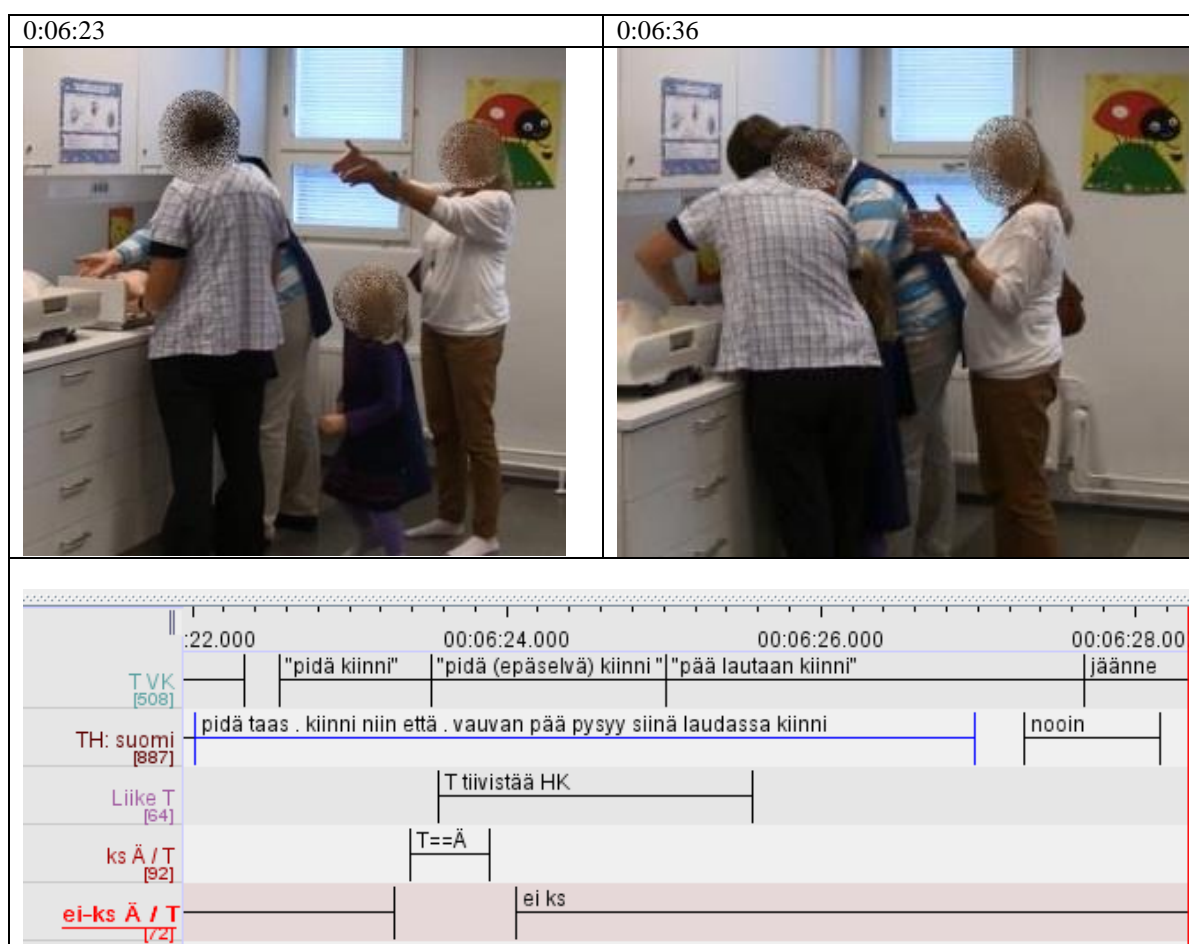 0:06:23
0:06:36
:22.000 00:06:24.000 00:06:26.000 00:06:28.00
T VK "pidä kiinni" "pidä (epäselvä) kiinni " "pää lautaan kiinni" jäänne
[508]
TH: suomi pidä taas . kiinni niin että . vauvan pää pysyy siinä laudassa kiinni nooin
[887]
Liike T T tiivistää HK
[64]
ks Ä / T T==Ä
[92]
ei-ks Ä / T ei ks
[72]